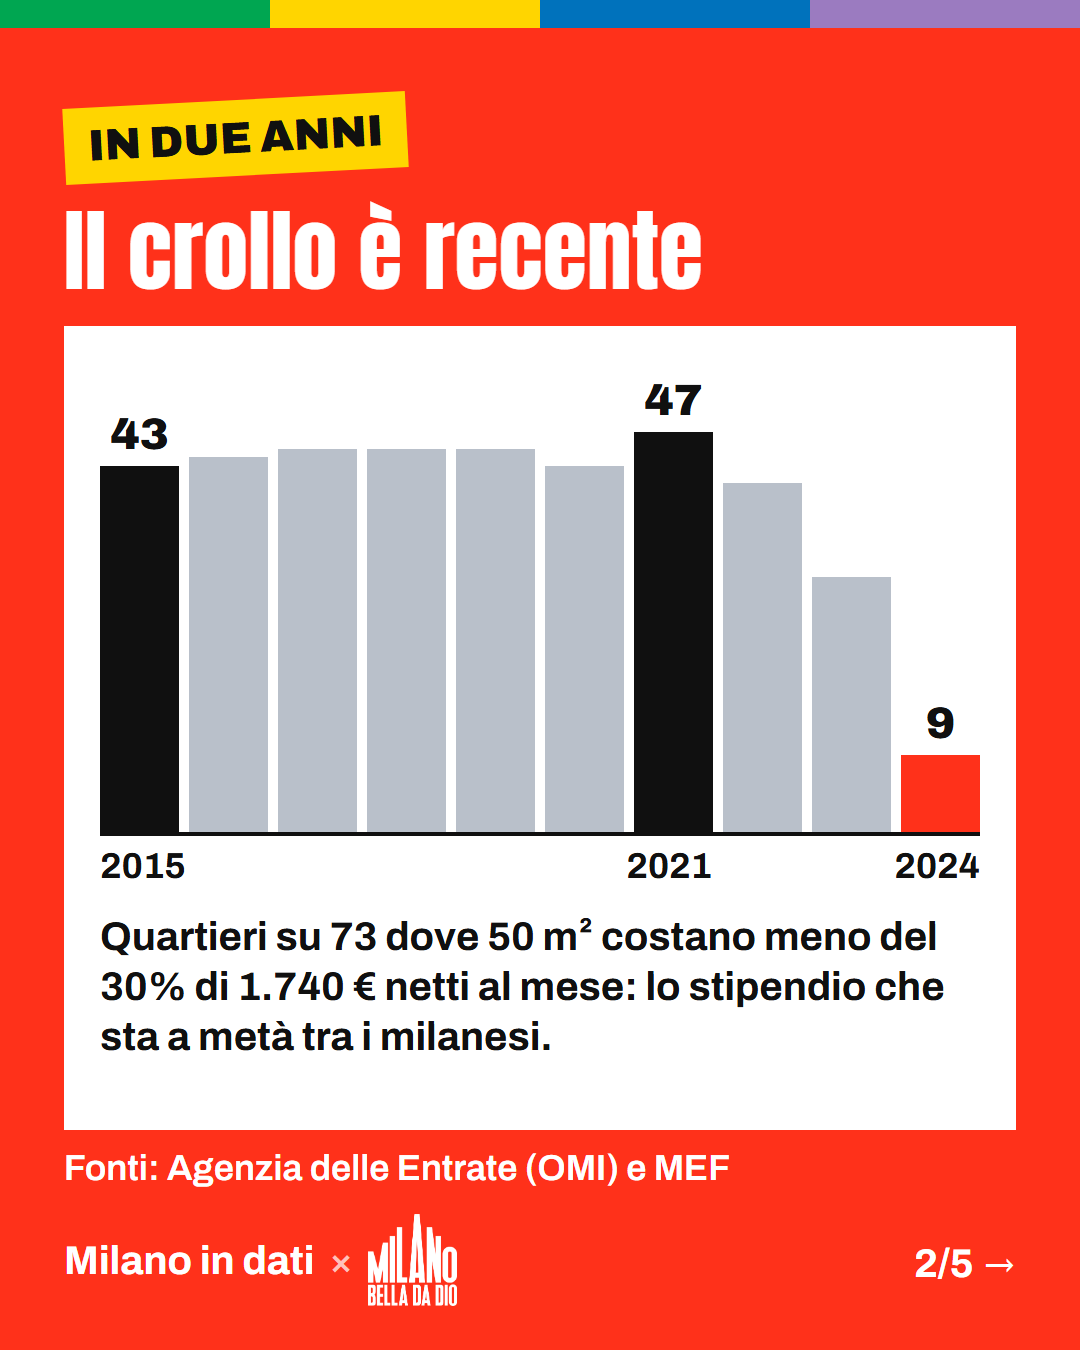 IN DUE ANNI
Il crollo è recente
43
47
9
2015
2021
2024
Quartieri su 73 dove 50 m² costano meno del
30% di 1.740 € netti al mese: lo stipendio che
sta a metà tra i milanesi.
Fonti: Agenzia delle Entrate (OMI) e MEF
Milano in dati × MILANO
BELLA DA DIO
2/5 →